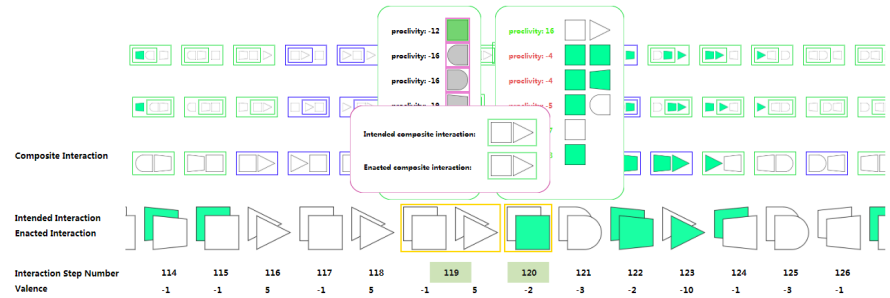 proclivity: -12
proclivity: -16
proclivity: -16
proclivity: 16
proclivity: -4
proclivity: -4
Intended composite interaction:
Enacted composite interaction:
Composite Interaction
Intended Interaction
Enacted Interaction
Interaction Step Number 114 115 116 117 118 119 120 121 122 123 124 125 126
Valence -1 -1 5 -1 5 -1 5 -2 -3 -2 -10 -1 -3 -1